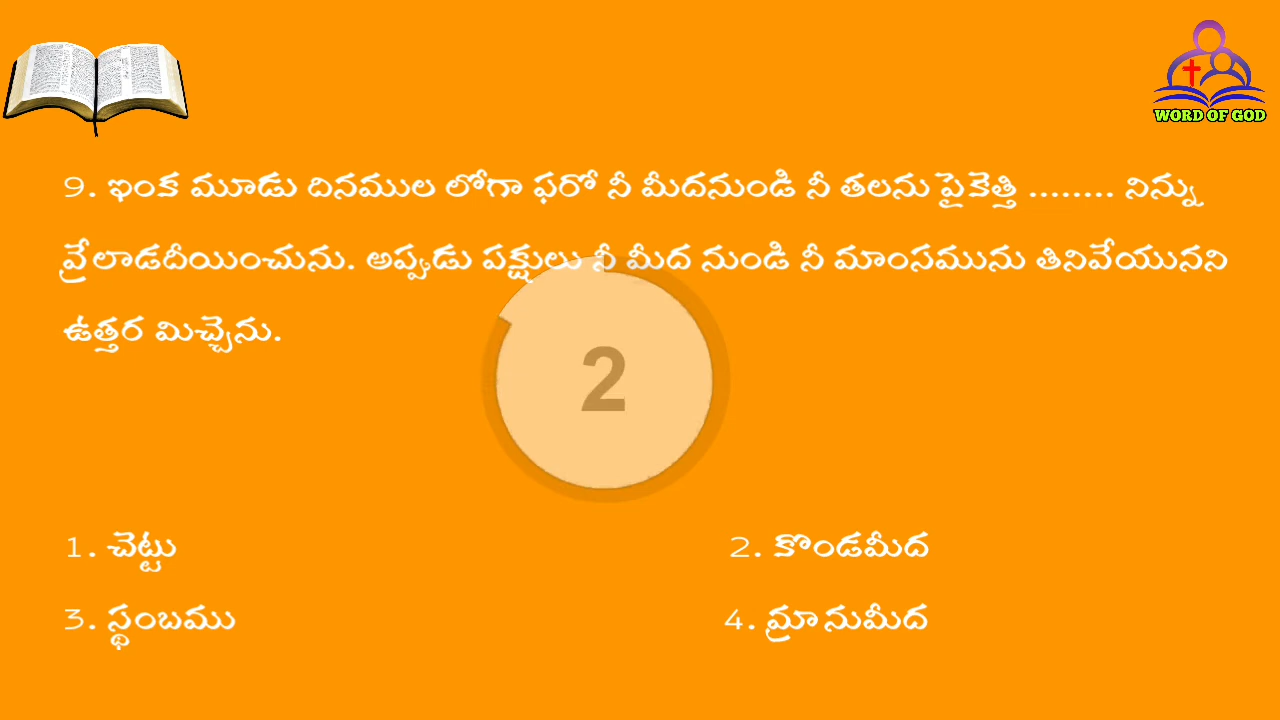 WORD OF GOD
9. ఇంక మూడు దినముల లోగా ఫరో నీ మీదనుండి నీ తలను పైకెత్తి ........ నిన్ను
వ్రేలాడదీయించును. అప్పుడు పక్షులు నీ మీద నుండి నీ మాంసమును తినివేయునని
ఉత్తర మిచ్చెను.
2
1. చెట్టు
2. కొండమీద
3. స్థంబము
4. మ్రానుమీద